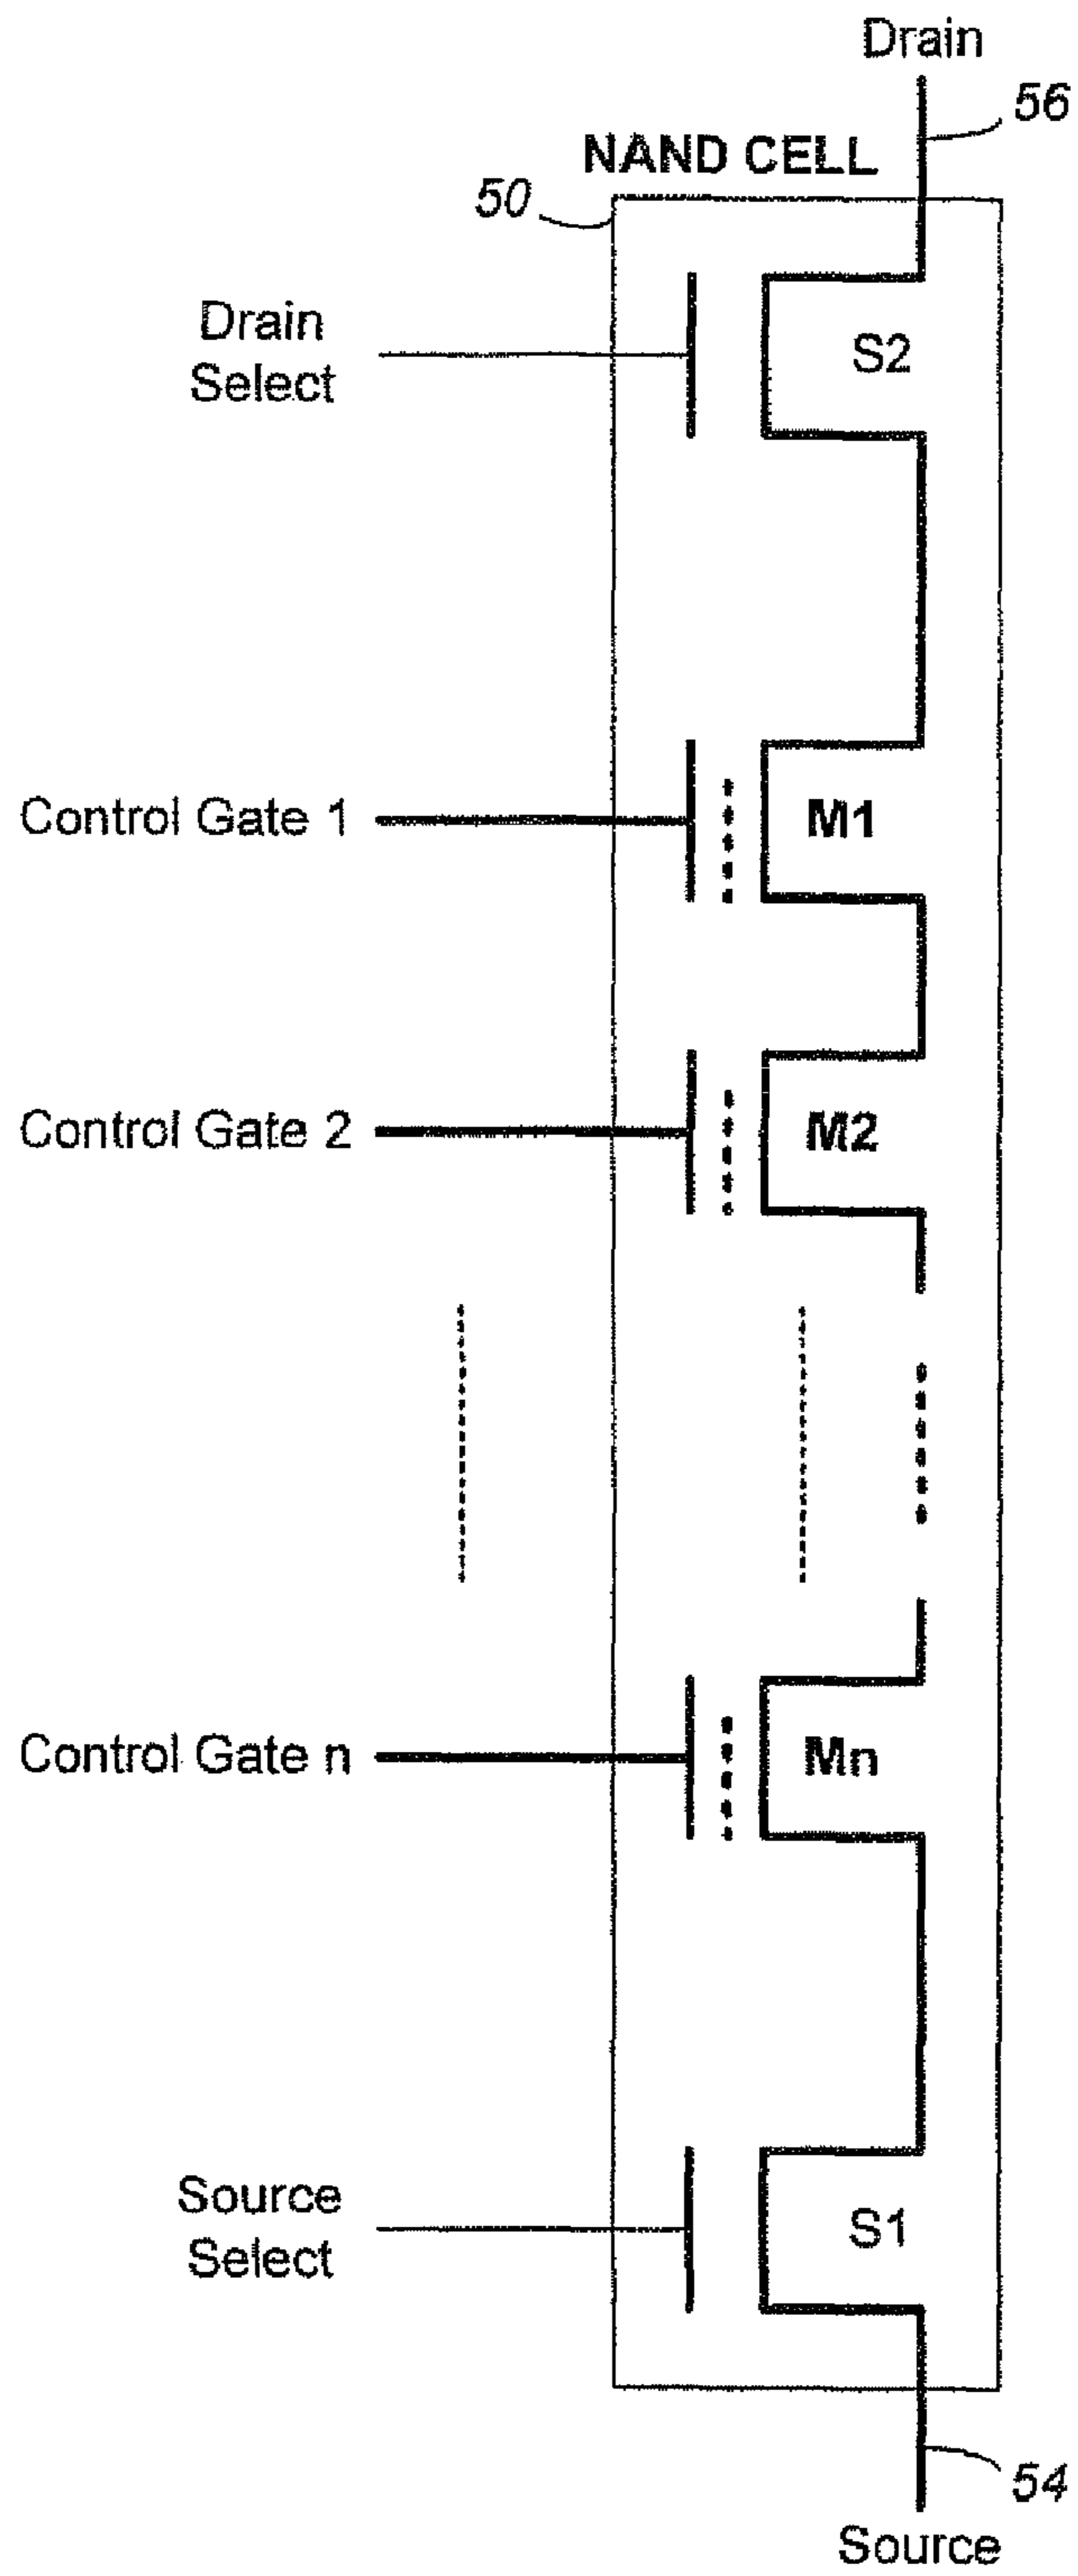 Drain
56
NAND CELL
50
Drain
Select
S2
Control Gate 1
M1
Control Gate 2
M2
Control Gate n
Mn
Source
Select
S1
54
Source